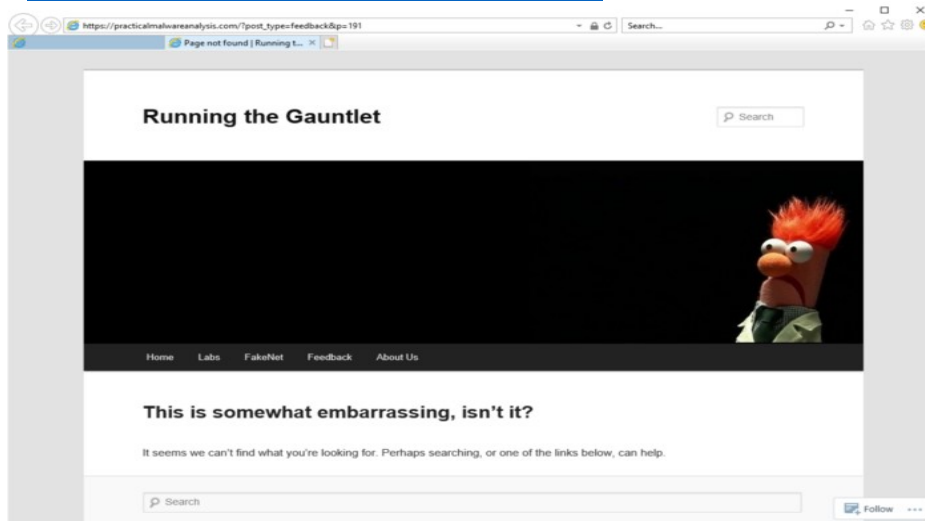 https://practicalmalwareanalysis.com/?post_type=feedback&p=191
Search...
Page not found | Running t...
Running the Gauntlet
Search
Home Labs FakeNet Feedback About Us
This is somewhat embarrassing, isn't it?
It seems we can't find what you're looking for. Perhaps searching, or one of the links below, can help.
Search
Follow ...